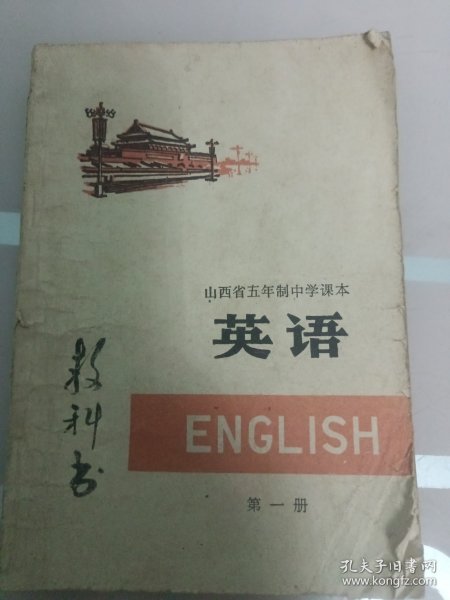 山西省五年制中学课本
英语
ENGLISH
第一册
教科书
孔夫子旧书网
www.kongfz.com